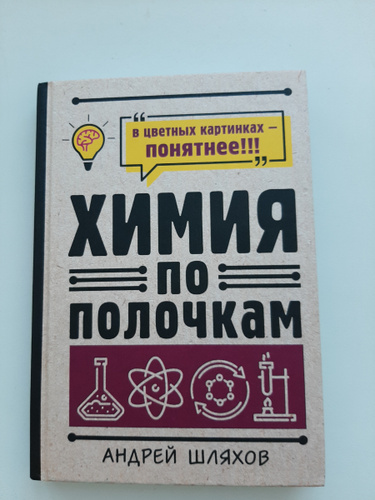 „в цветных картинках –
понятнее!!!”
ХИМИЯ
ПО
ПОЛОЧКАМ
АНДРЕЙ ШЛЯХОВ